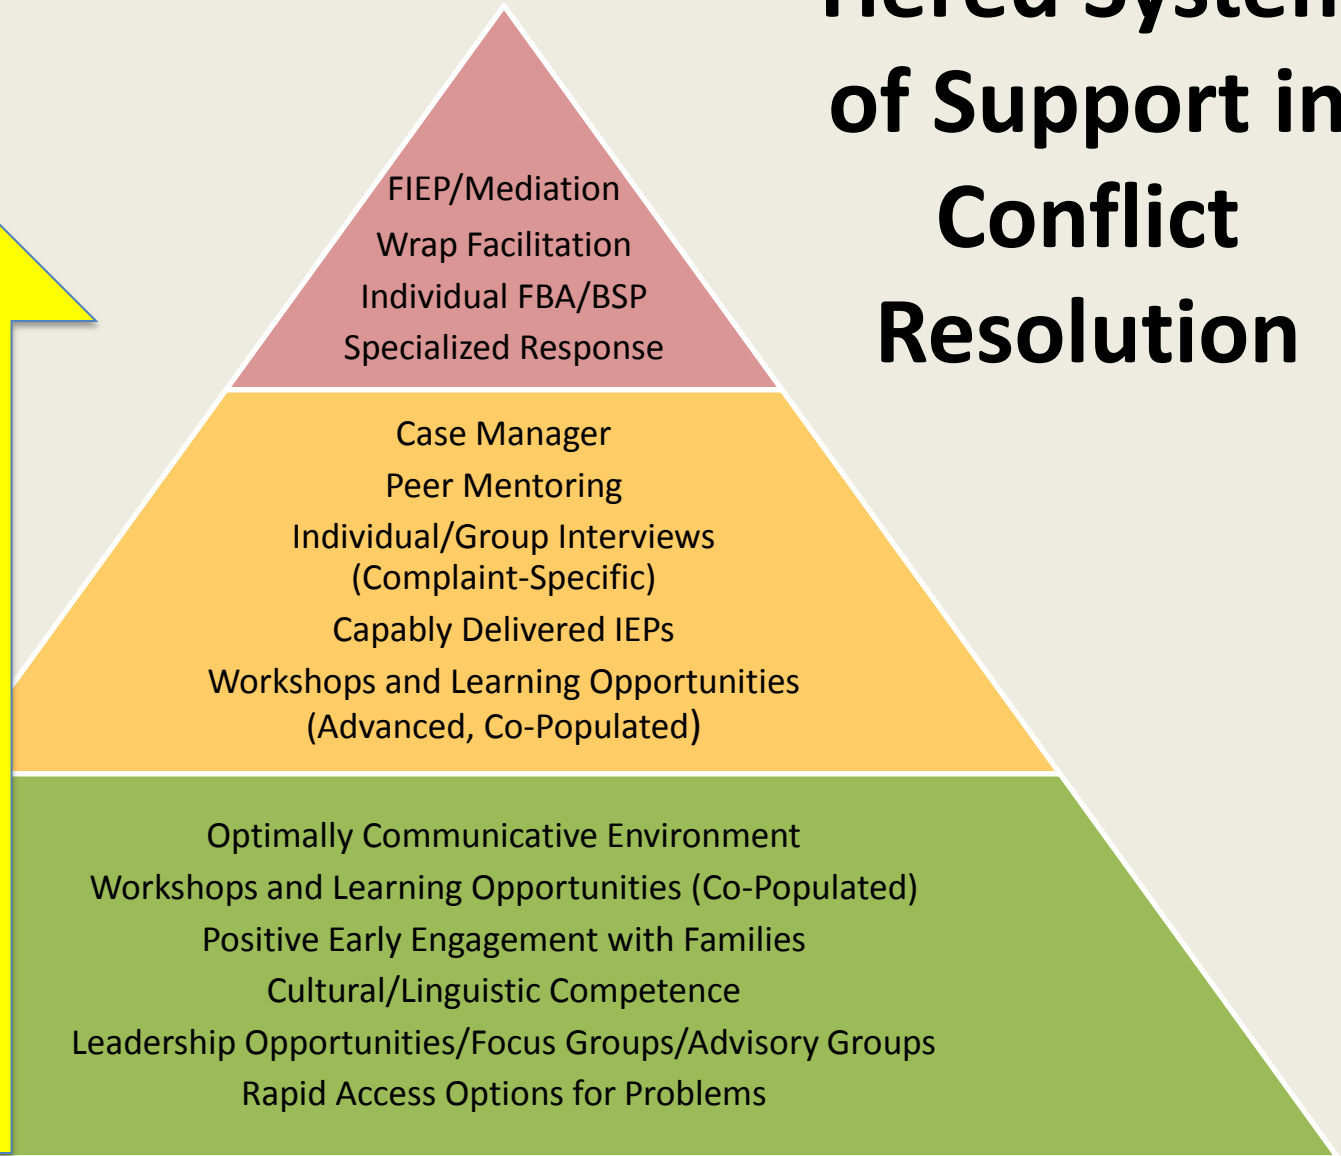 Tiered System
of Support in
Conflict
Resolution
FIEP/Mediation
Wrap Facilitation
Individual FBA/BSP
Specialized Response
Case Manager
Peer Mentoring
Individual/Group Interviews
(Complaint-Specific)
Capably Delivered IEPs
Workshops and Learning Opportunities
(Advanced, Co-Populated)
Optimally Communicative Environment
Workshops and Learning Opportunities (Co-Populated)
Positive Early Engagement with Families
Cultural/Linguistic Competence
Leadership Opportunities/Focus Groups/Advisory Groups
Rapid Access Options for Problems